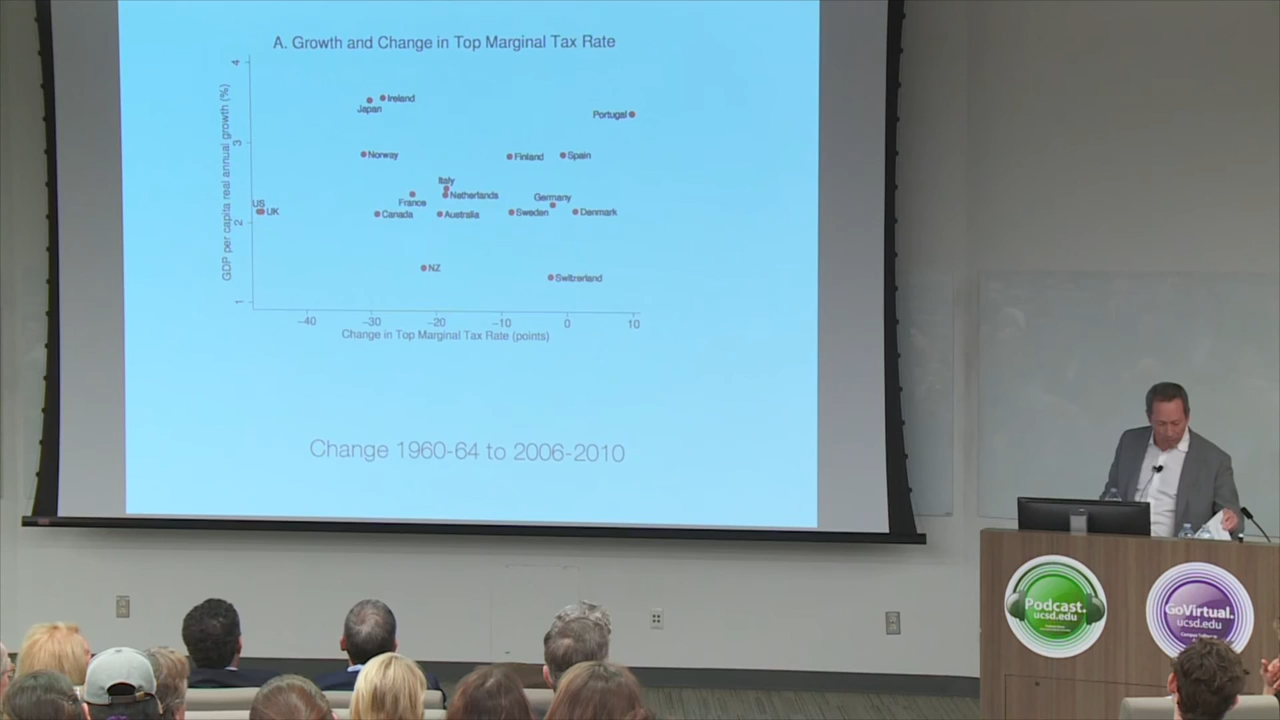 A. Growth and Change in Top Marginal Tax Rate
GDP per capita real annual growth (%)
4
3
2
1
Japan
Ireland
Portugal
Norway
Finland
Spain
Italy
Netherlands
France
Germany
US
UK
Canada
Australia
Sweden
Denmark
NZ
Switzerland
−40 −30 −20 −10 0 10
Change in Top Marginal Tax Rate (points)
Change 1960-64 to 2006-2010
Podcast.
ucsd.edu
GoVirtual.
ucsd.edu